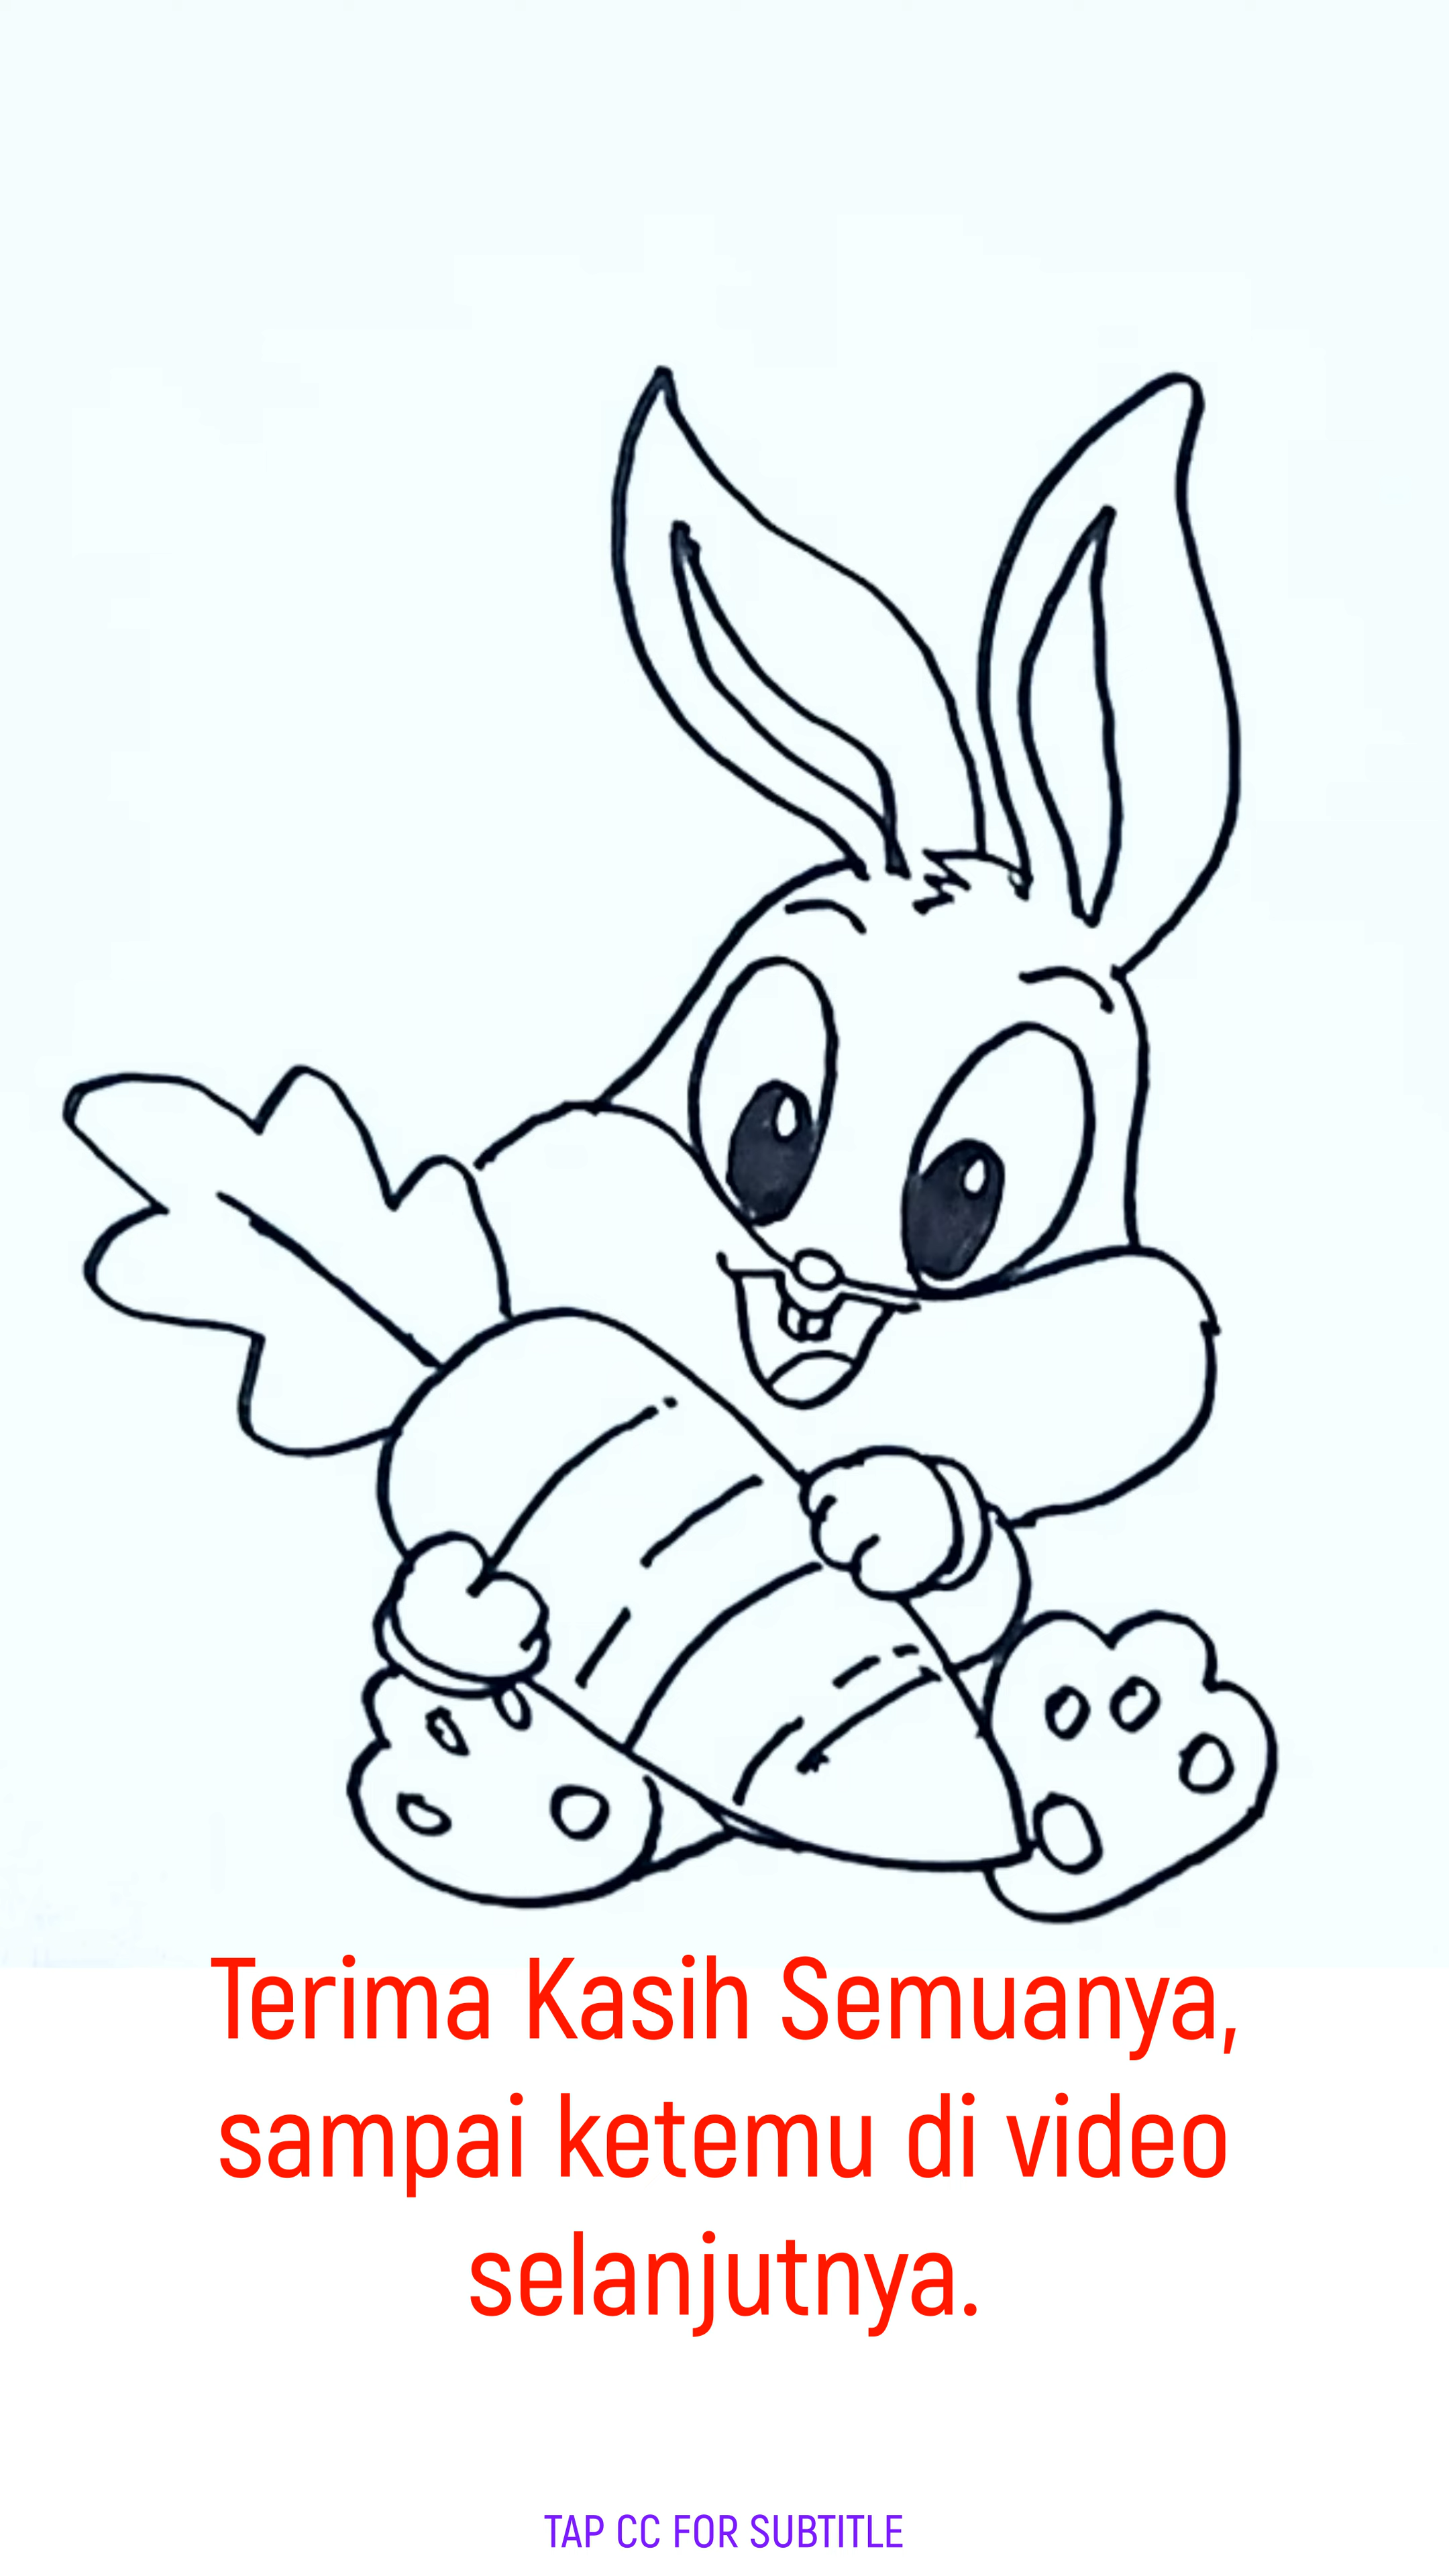 Terima Kasih Semuanya,
sampai ketemu di video
selanjutnya.
TAP CC FOR SUBTITLE